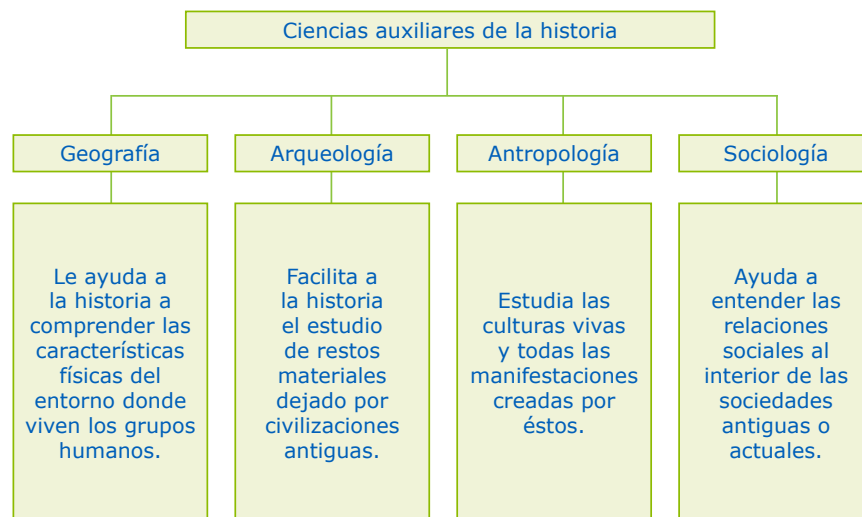 Ciencias auxiliares de la historia
Geografía
Arqueología
Antropología
Sociología
Le ayuda a
la historia a
comprender las
características
físicas del
entorno donde
viven los grupos
humanos.
Facilita a
la historia
el estudio
de restos
materiales
dejado por
civilizaciones
antiguas.
Estudia las
culturas vivas
y todas las
manifestaciones
creadas por
éstos.
Ayuda a
entender las
relaciones
sociales al
interior de las
sociedades
antiguas o
actuales.